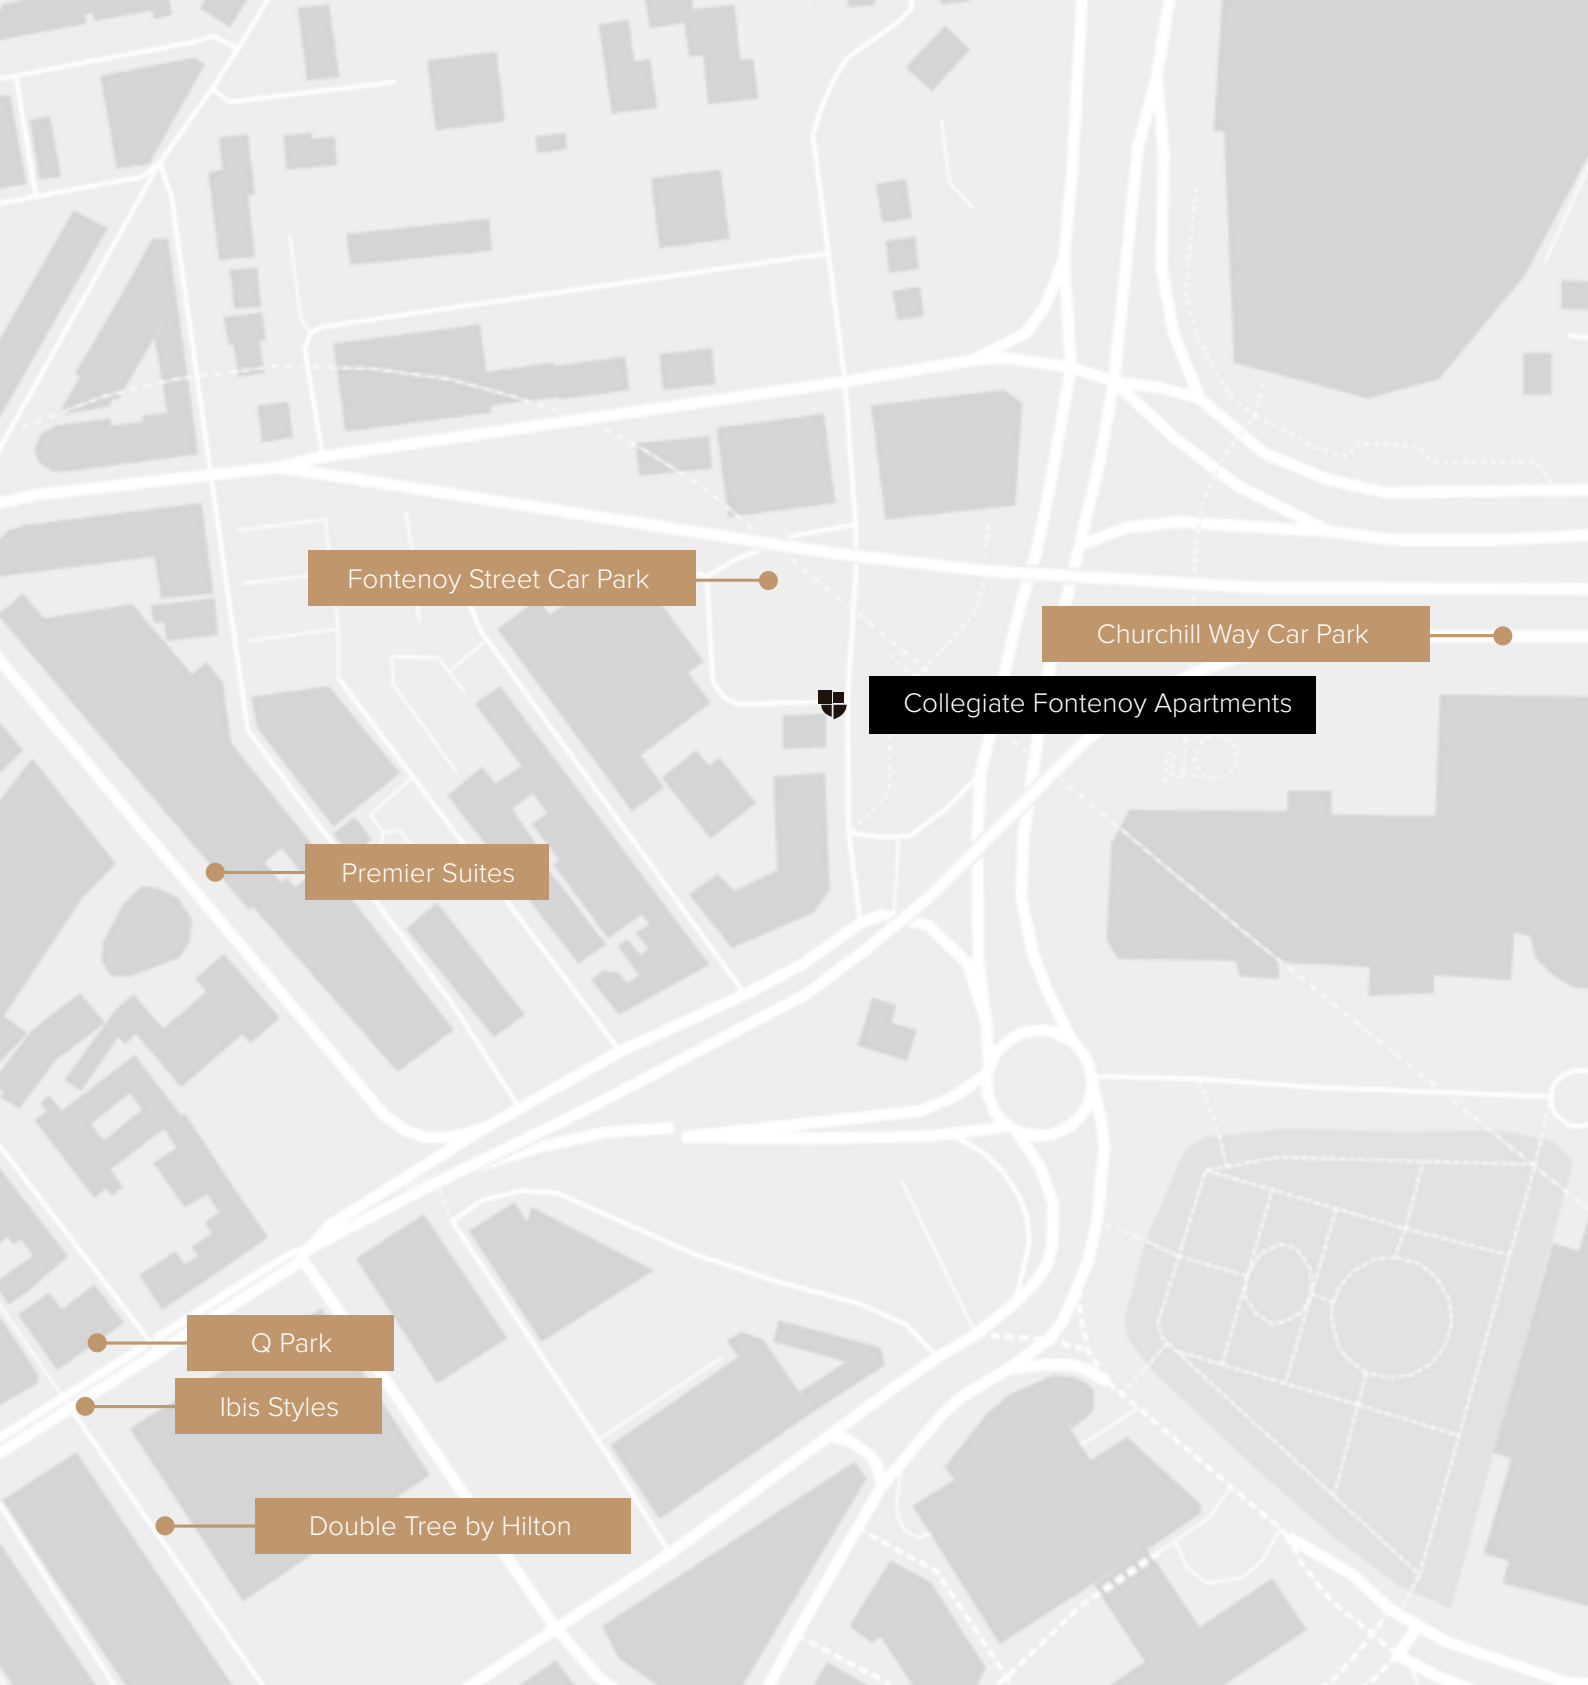 Fontenoy Street Car Park
Churchill Way Car Park
Collegiate Fontenoy Apartments
Premier Suites
Q Park
Ibis Styles
Double Tree by Hilton